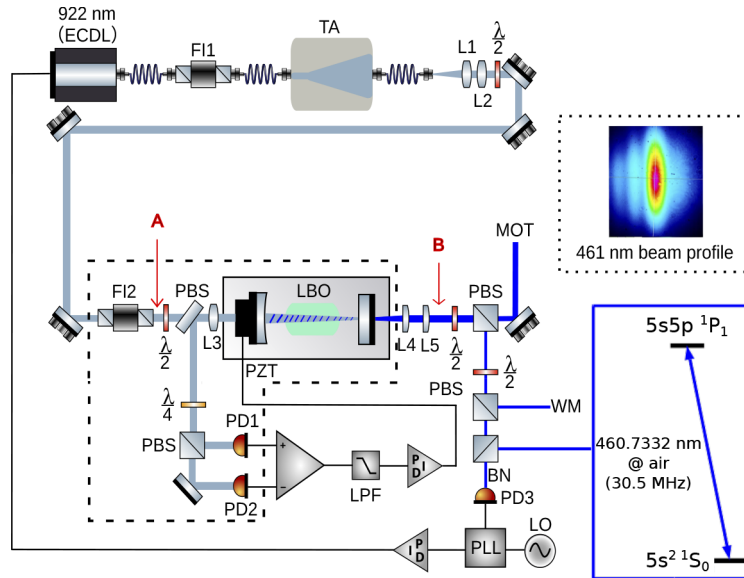 922 nm
(ECDL)
FI1
TA
L1
L2
λ
2
A
B
MOT
461 nm beam profile
FI2
PBS
λ
2
L3
LBO
PZT
L4
L5
λ
2
PBS
λ
2
5s5p ¹P₁
λ
4
PBS
WM
PBS
PD1
+
−
PD2
LPF
P
I
D
BN
PD3
460.7332 nm
@ air
(30.5 MHz)
P
I
D
PLL
LO
5s² ¹S₀